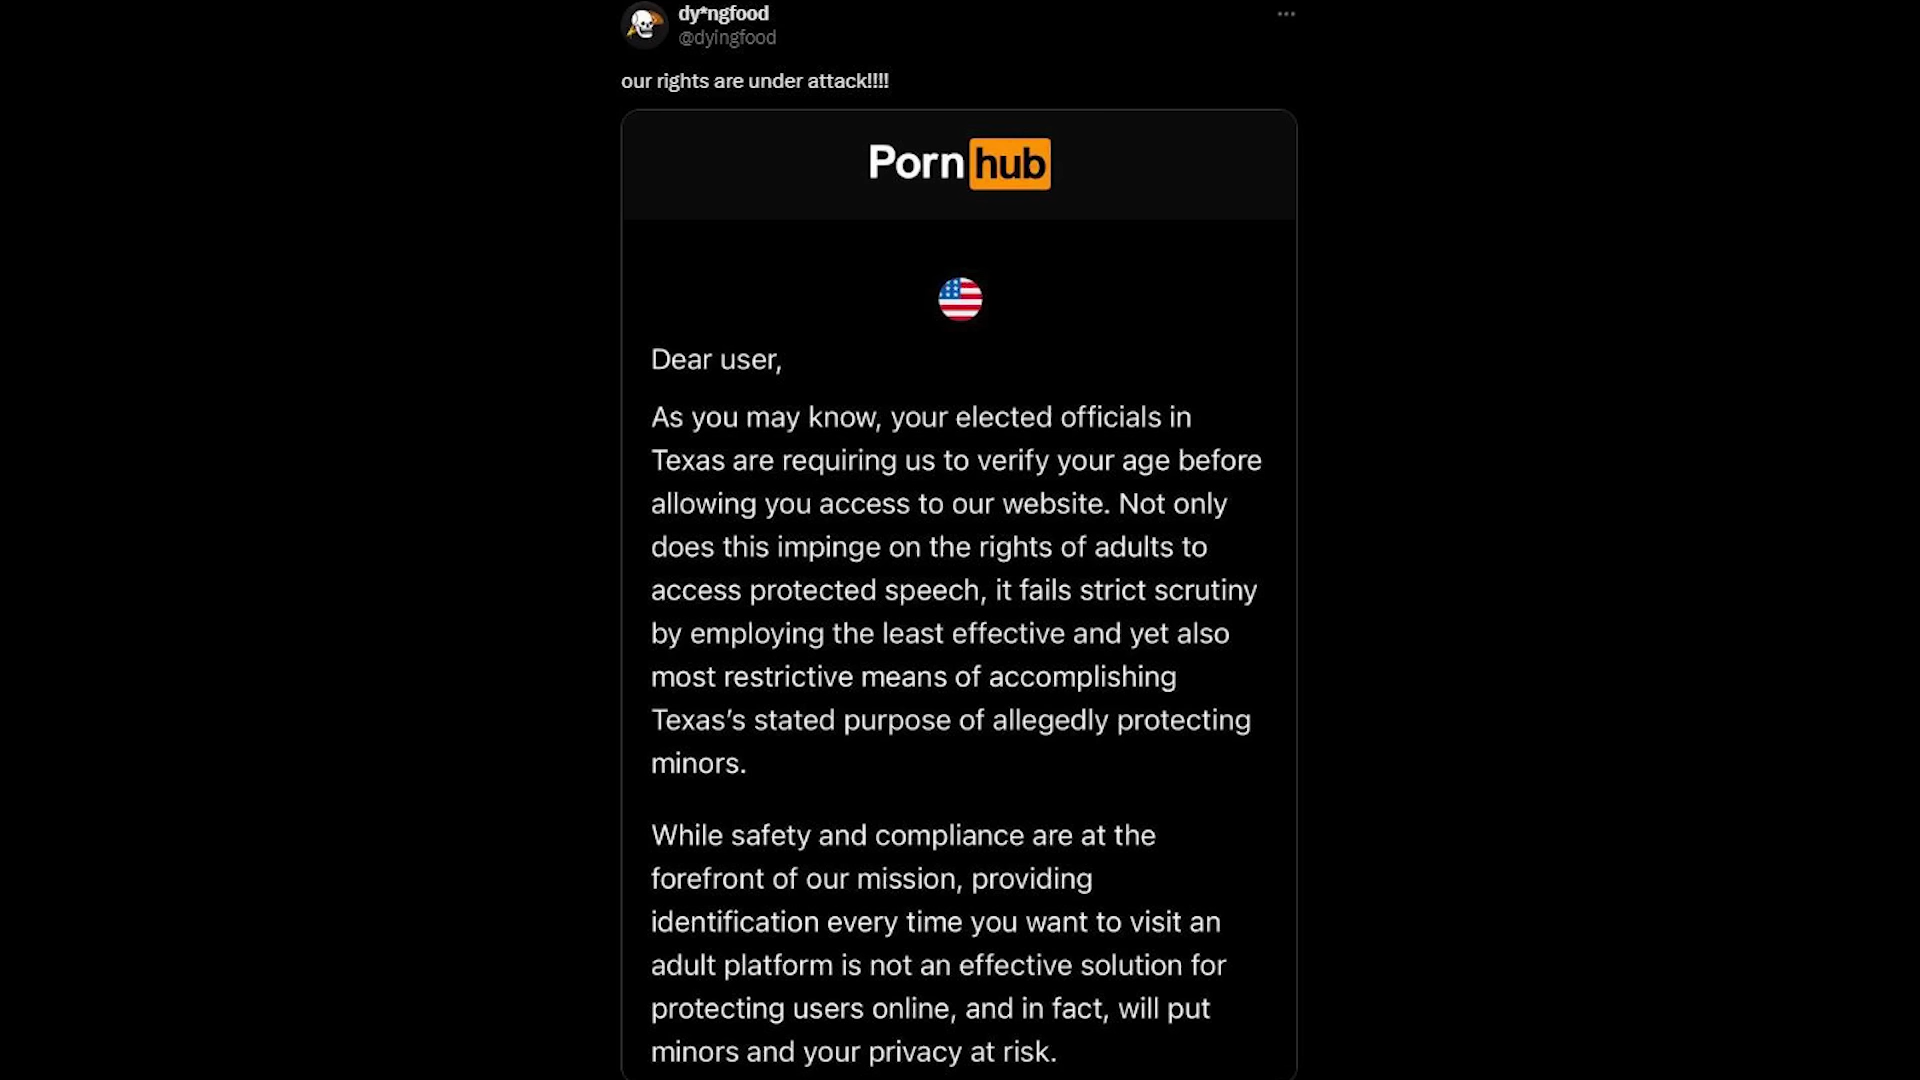 dy*ngfood
@dyingfood
our rights are under attack!!!!
Pornhub
Dear user,
As you may know, your elected officials in
Texas are requiring us to verify your age before
allowing you access to our website. Not only
does this impinge on the rights of adults to
access protected speech, it fails strict scrutiny
by employing the least effective and yet also
most restrictive means of accomplishing
Texas’s stated purpose of allegedly protecting
minors.
While safety and compliance are at the
forefront of our mission, providing
identification every time you want to visit an
adult platform is not an effective solution for
protecting users online, and in fact, will put
minors and your privacy at risk.